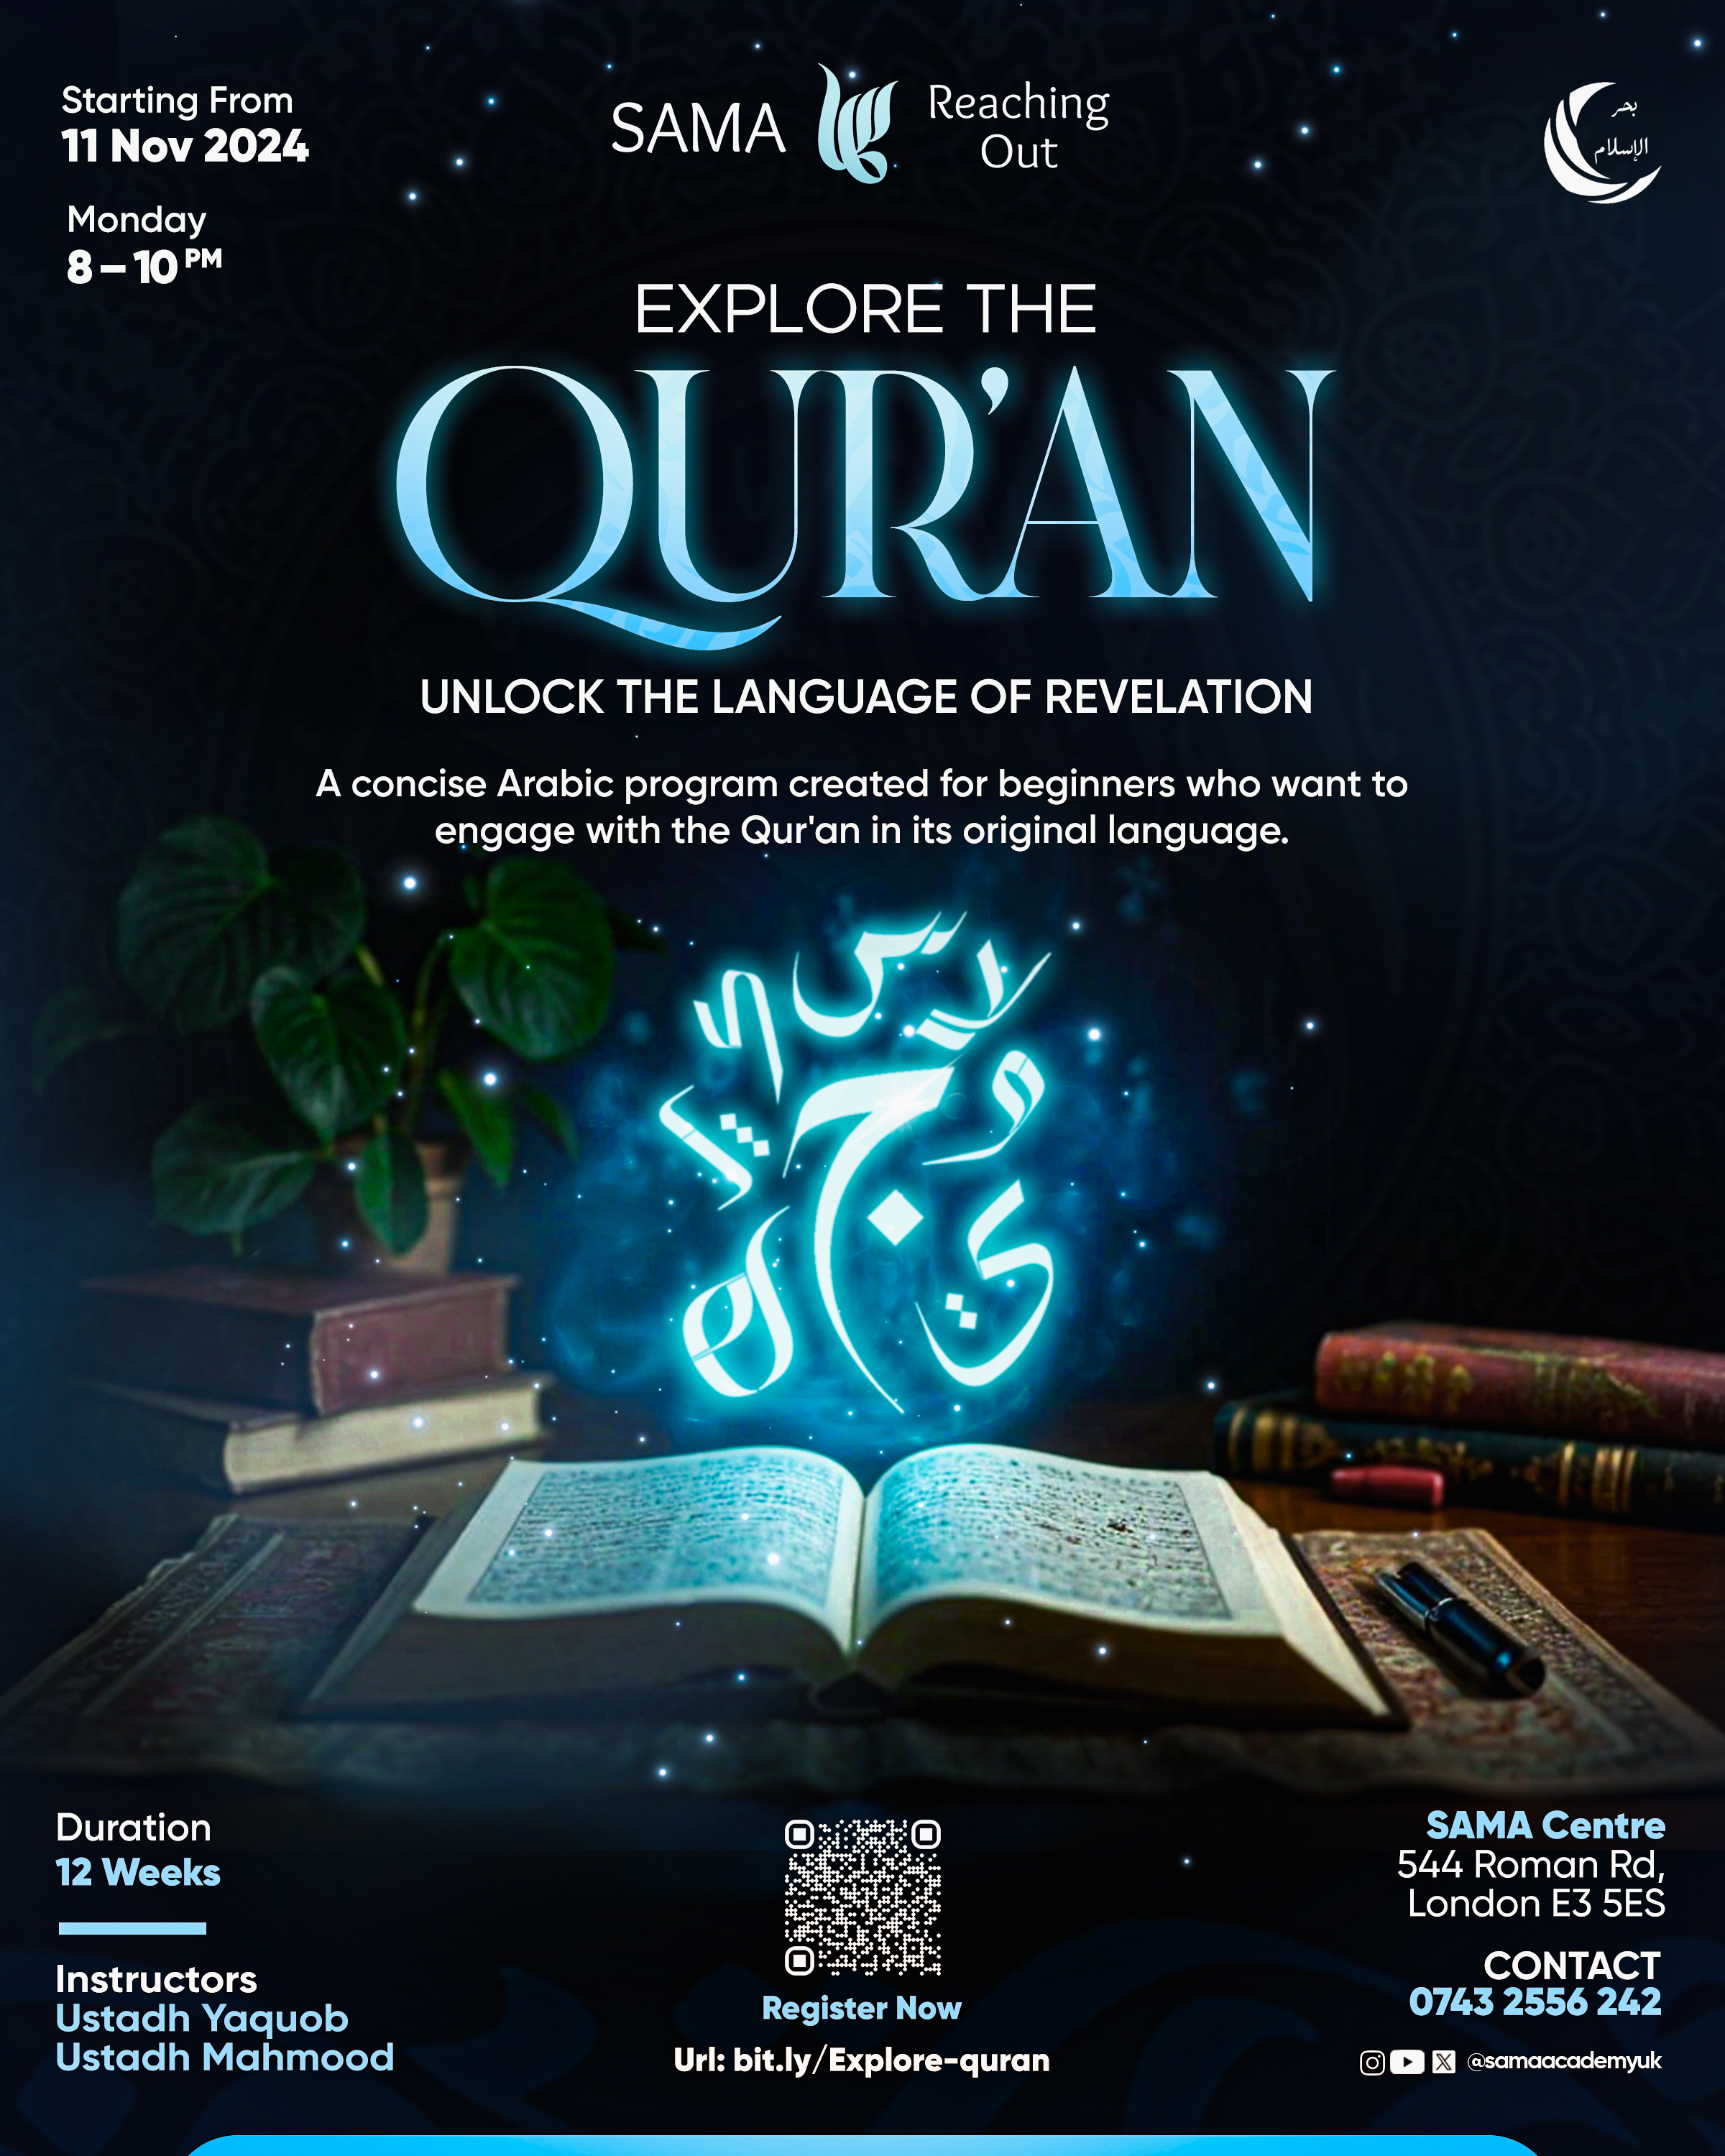 Starting From
11 Nov 2024
Monday
8 – 10 PM
SAMA
Reaching
Out
بحر
الإسلام
EXPLORE THE
QUR’AN
UNLOCK THE LANGUAGE OF REVELATION
A concise Arabic program created for beginners who want to
engage with the Qur'an in its original language.
Duration
12 Weeks
Instructors
Ustadh Yaquob
Ustadh Mahmood
Register Now
Url: bit.ly/Explore-quran
SAMA Centre
544 Roman Rd,
London E3 5ES
CONTACT
0743 2556 242
@samaacademyuk